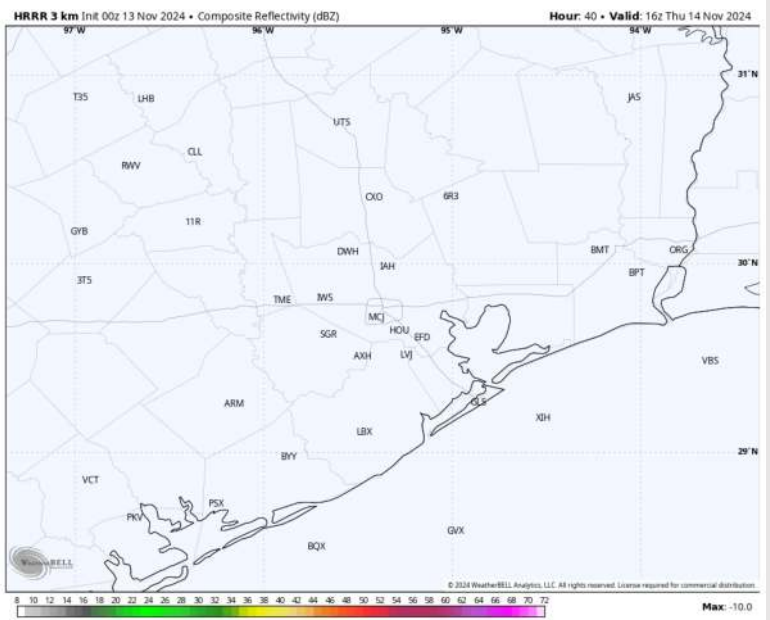 HRRR 3 km Init 00z 13 Nov 2024 • Composite Reflectivity (dBZ)
Hour: 40 • Valid: 16z Thu 14 Nov 2024
97°W 96°W 95°W 94°W
31°N
T35 LHB JAS
UTS
CLL
RWV
CXO 6R3
11R
GYB
DWH BMT ORG
IAH 30°N
3T5 BPT
TME IWS
MCJ
SGR HOU EFD
AXH LVJ VBS
ARM GLS
XIH
LBX
BYY 29°N
VCT
PSX
PKV
GVX
BQX
WEATHERBELL
© 2024 WeatherBELL Analytics, LLC. All rights reserved. License required for commercial distribution.
8 10 12 14 16 18 20 22 24 26 28 30 32 34 36 38 40 42 44 46 48 50 52 54 56 58 60 62 64 66 68 70 72
Max: -10.0